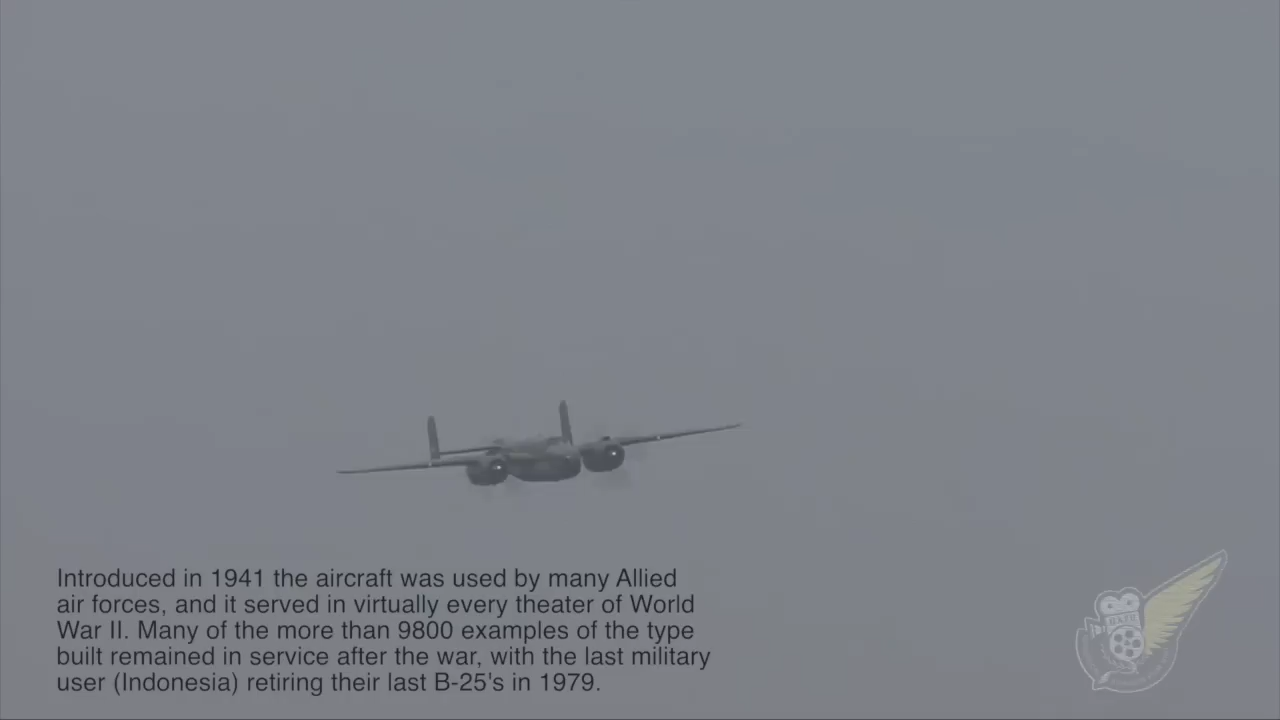 Introduced in 1941 the aircraft was used by many Allied
air forces, and it served in virtually every theater of World
War II. Many of the more than 9800 examples of the type
built remained in service after the war, with the last military
user (Indonesia) retiring their last B-25's in 1979.